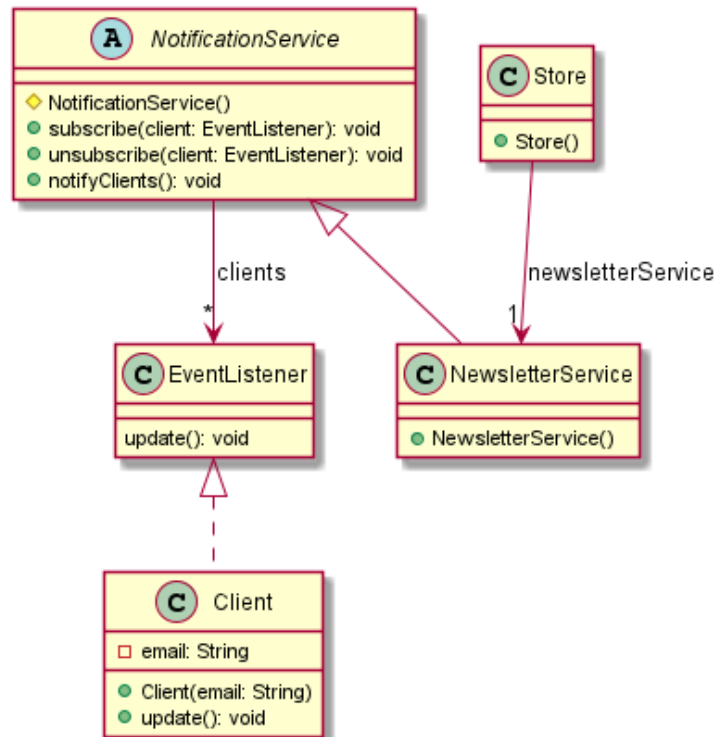 A NotificationService
NotificationService()
subscribe(client: EventListener): void
unsubscribe(client: EventListener): void
notifyClients(): void
C Store
Store()
clients
*
newsletterService
1
C EventListener
update(): void
C NewsletterService
NewsletterService()
C Client
email: String
Client(email: String)
update(): void